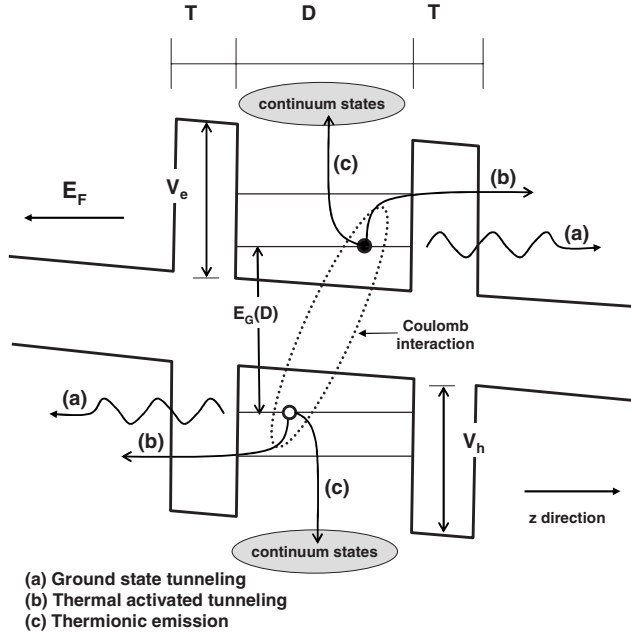 T D T
continuum states
(c)
(b)
V_e
E_F
(a)
E_G(D)
Coulomb
interaction
(a)
(b)
V_h
(c)
z direction
continuum states
(a) Ground state tunneling
(b) Thermal activated tunneling
(c) Thermionic emission